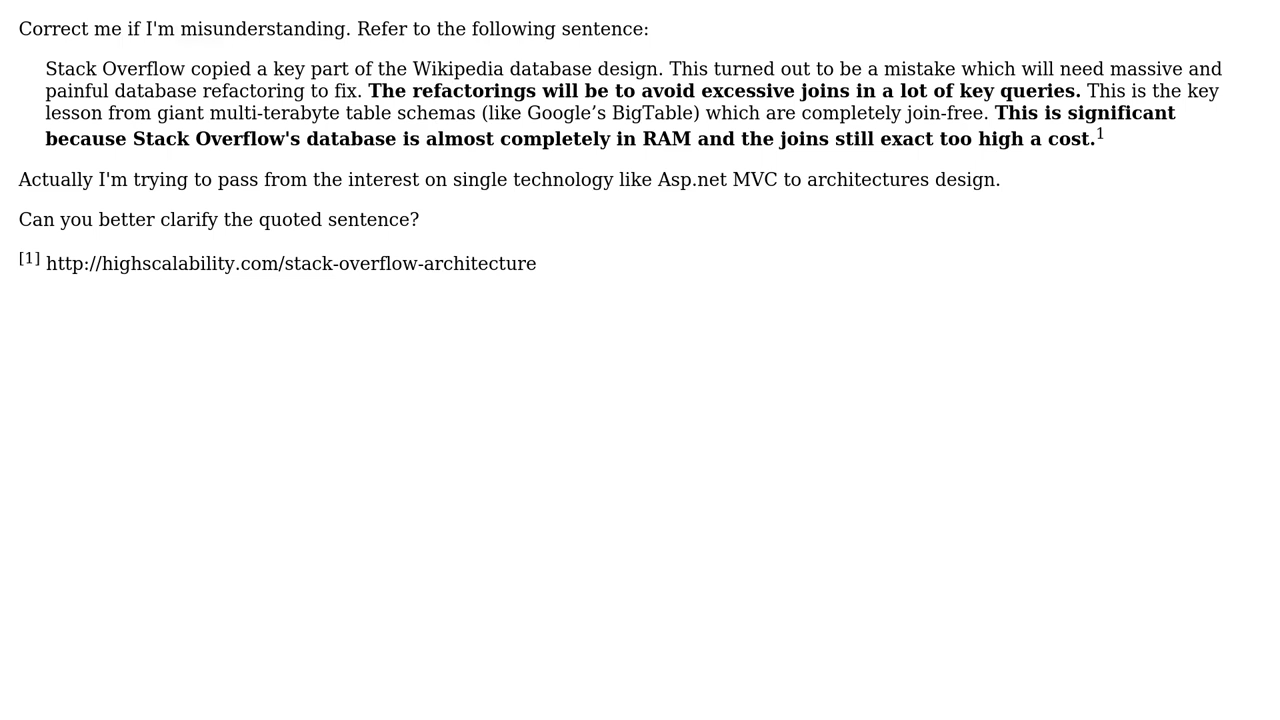 Correct me if I'm misunderstanding. Refer to the following sentence:
Stack Overflow copied a key part of the Wikipedia database design. This turned out to be a mistake which will need massive and
painful database refactoring to fix. The refactorings will be to avoid excessive joins in a lot of key queries. This is the key
lesson from giant multi-terabyte table schemas (like Google’s BigTable) which are completely join-free. This is significant
because Stack Overflow's database is almost completely in RAM and the joins still exact too high a cost.1
Actually I'm trying to pass from the interest on single technology like Asp.net MVC to architectures design.
Can you better clarify the quoted sentence?
[1] http://highscalability.com/stack-overflow-architecture